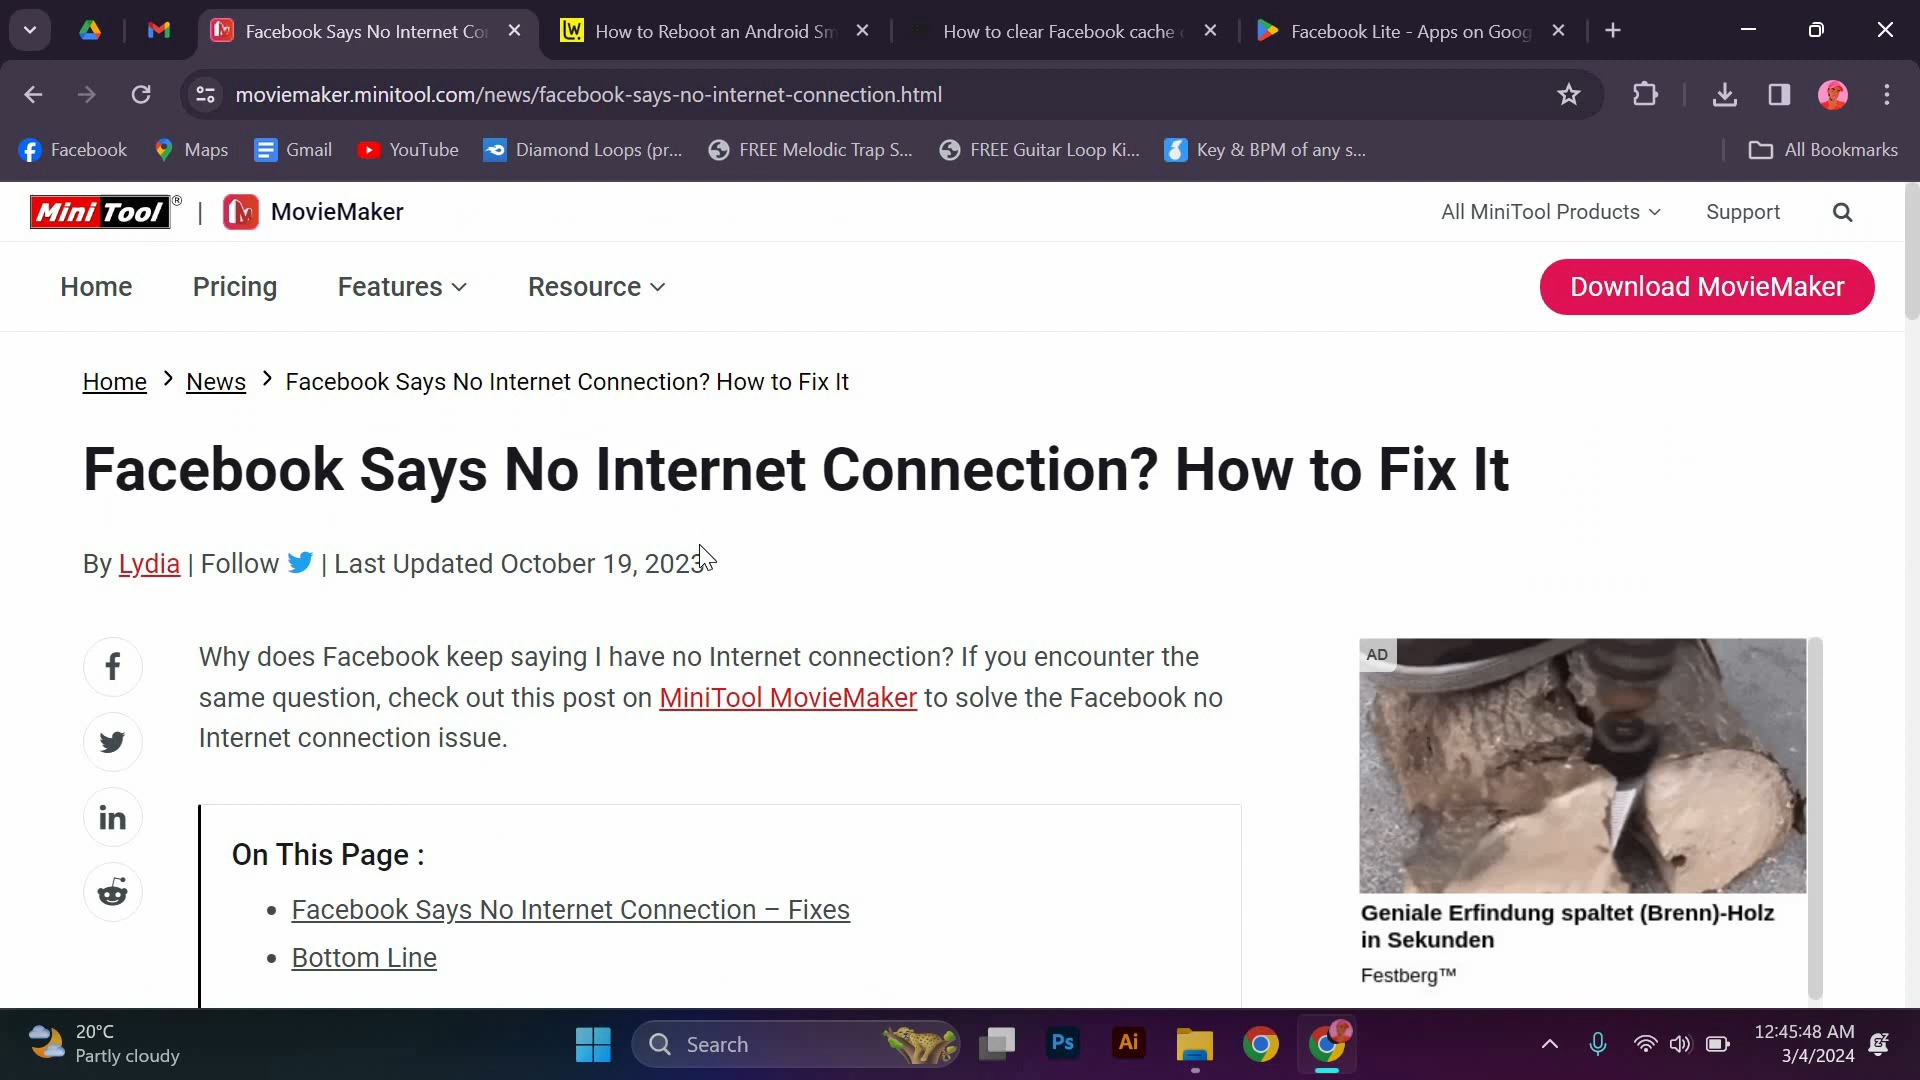 Facebook Says No Internet Co
How to Reboot an Android Sm
How to clear Facebook cache
Facebook Lite - Apps on Goog
moviemaker.minitool.com/news/facebook-says-no-internet-connection.html
Facebook
Maps
Gmail
YouTube
Diamond Loops (pr...
FREE Melodic Trap S...
FREE Guitar Loop Ki...
Key & BPM of any s...
All Bookmarks
Mini Tool® | MovieMaker
All MiniTool Products
Support
Home
Pricing
Features
Resource
Download MovieMaker
Home > News > Facebook Says No Internet Connection? How to Fix It
Facebook Says No Internet Connection? How to Fix It
By Lydia | Follow | Last Updated October 19, 2023
Why does Facebook keep saying I have no Internet connection? If you encounter the
same question, check out this post on MiniTool MovieMaker to solve the Facebook no
Internet connection issue.
On This Page :
• Facebook Says No Internet Connection – Fixes
• Bottom Line
AD
Geniale Erfindung spaltet (Brenn)-Holz
in Sekunden
Festberg™
20°C
Partly cloudy
Search
Ps
Ai
12:45:48 AM
3/4/2024